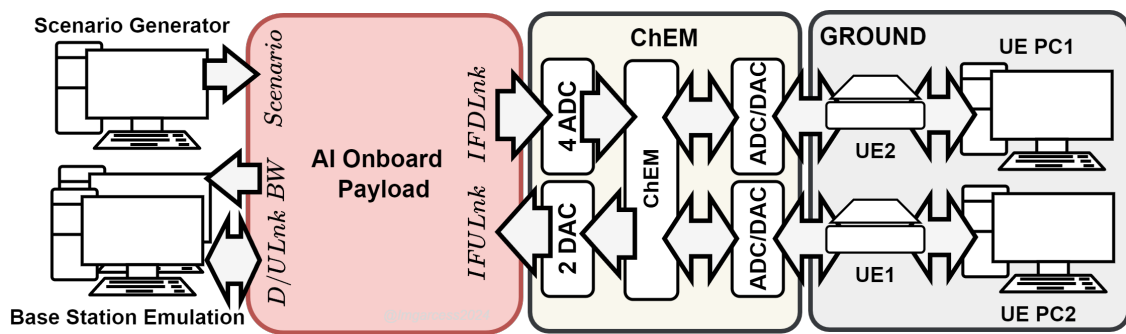 Scenario Generator
Scenario
BW
D/ULnk
Base Station Emulation
AI Onboard
Payload
IFDLnk
IFULnk
ChEM
4 ADC
2 DAC
ChEM
ADC/DAC
ADC/DAC
GROUND
UE2
UE1
UE PC1
UE PC2